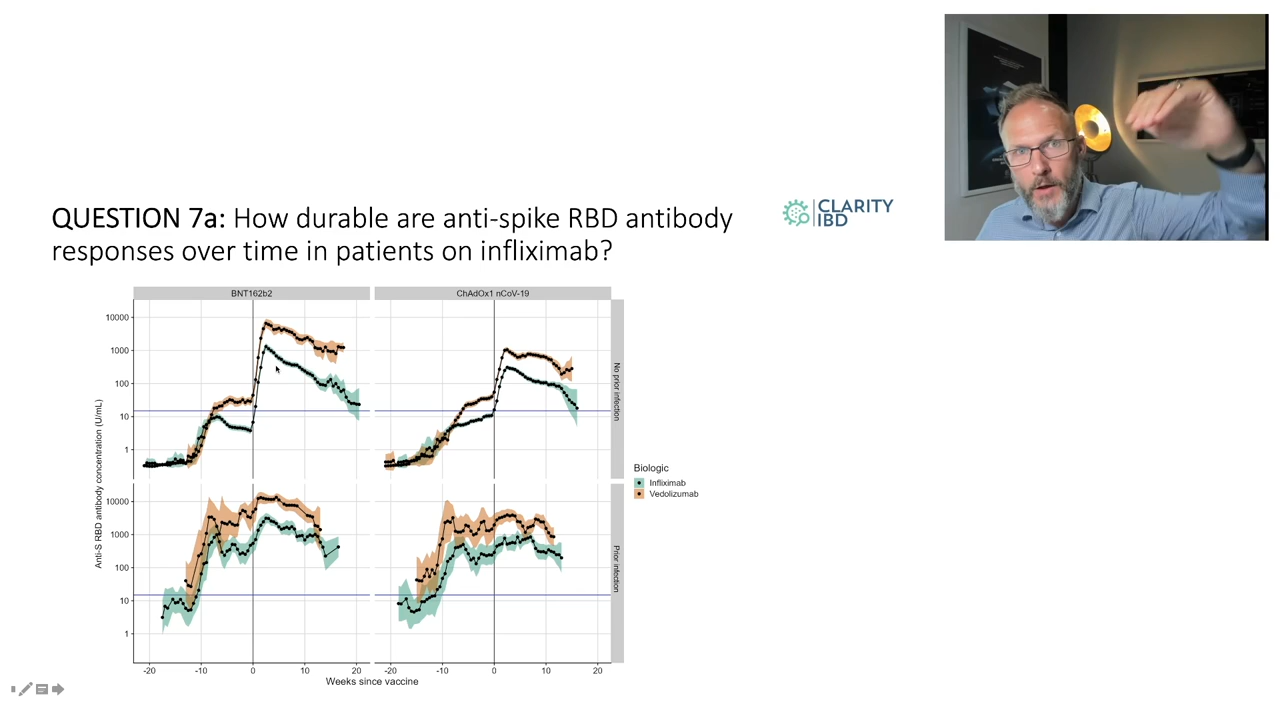 QUESTION 7a: How durable are anti-spike RBD antibody
responses over time in patients on infliximab?
CLARITY
IBD
BNT162b2
ChAdOx1 nCoV-19
Anti-S RBD antibody concentration (U/mL)
10000
1000
100
10
1
No prior infection
10000
1000
100
10
1
Prior infection
-20 -10 0 10 20
-20 -10 0 10 20
Weeks since vaccine
Biologic
Infliximab
Vedolizumab